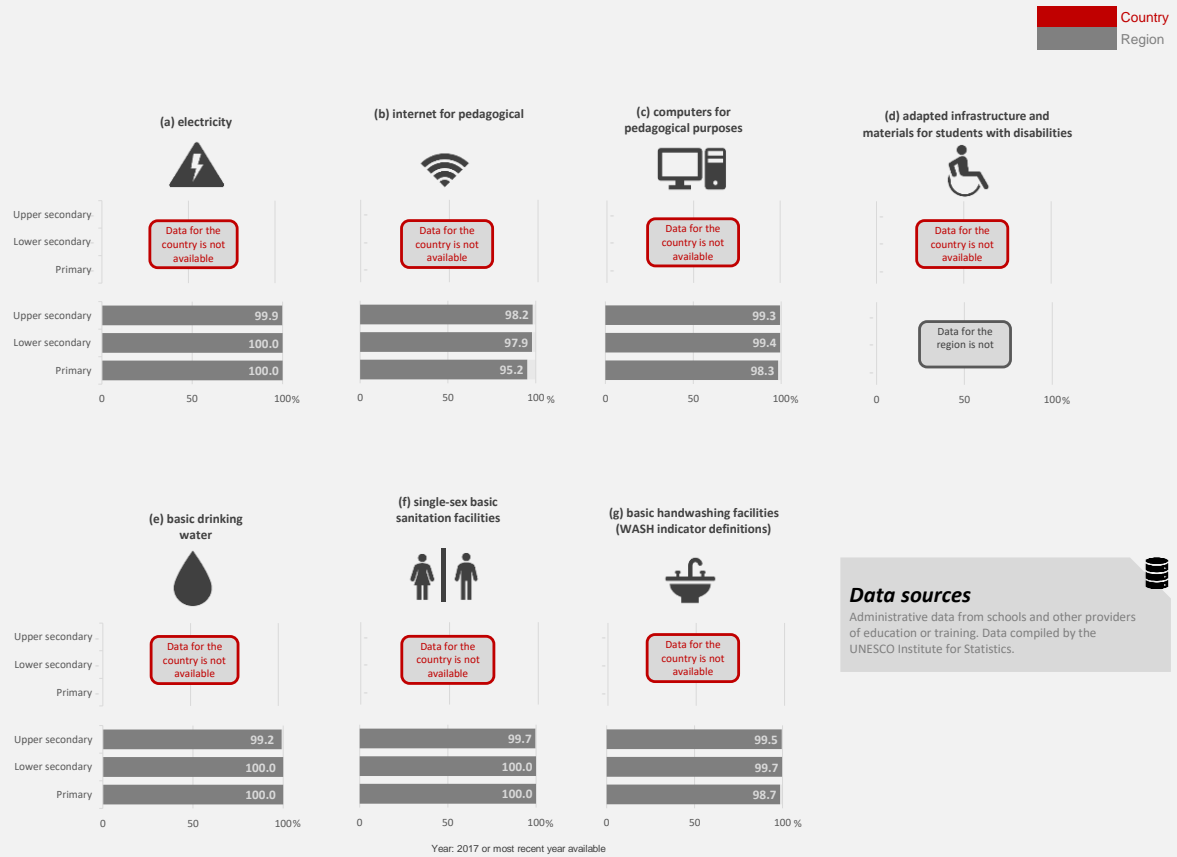 Country
Region
(a) electricity
(b) internet for pedagogical
(c) computers for
pedagogical purposes
(d) adapted infrastructure and
materials for students with disabilities
Upper secondary
Lower secondary
Primary
Data for the
country is not
available
Data for the
country is not
available
Data for the
country is not
available
Data for the
country is not
available
Upper secondary
Lower secondary
Primary
99.9
100.0
100.0
0 50 100%
98.2
97.9
95.2
0 50 100 %
99.3
99.4
98.3
0 50 100%
Data for the
region is not
0 50 100%
(e) basic drinking
water
(f) single-sex basic
sanitation facilities
(g) basic handwashing facilities
(WASH indicator definitions)
Upper secondary
Lower secondary
Primary
Data for the
country is not
available
Data for the
country is not
available
Data for the
country is not
available
Upper secondary
Lower secondary
Primary
99.2
100.0
100.0
0 50 100%
99.7
100.0
100.0
0 50 100%
99.5
99.7
98.7
0 50 100 %
Data sources
Administrative data from schools and other providers
of education or training. Data compiled by the
UNESCO Institute for Statistics.
Year: 2017 or most recent year available